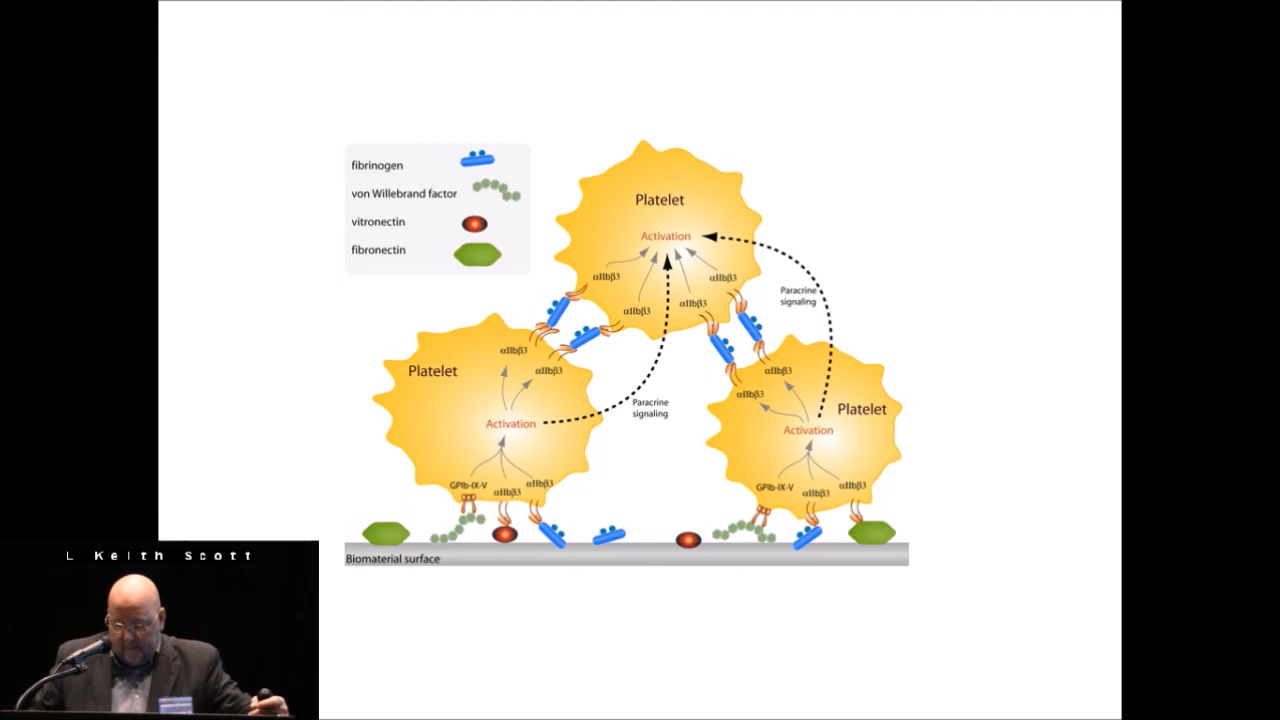 fibrinogen
von Willebrand factor
vitronectin
fibronectin
Platelet
Activation
αIIbβ3
αIIbβ3
αIIbβ3
αIIbβ3
Paracrine
signaling
Platelet
αIIbβ3
αIIbβ3
Activation
GPIb-IX-V
αIIbβ3
αIIbβ3
Paracrine
signaling
αIIbβ3
αIIbβ3
Platelet
Activation
GPIb-IX-V
αIIbβ3
αIIbβ3
Biomaterial surface
L Keith Scott